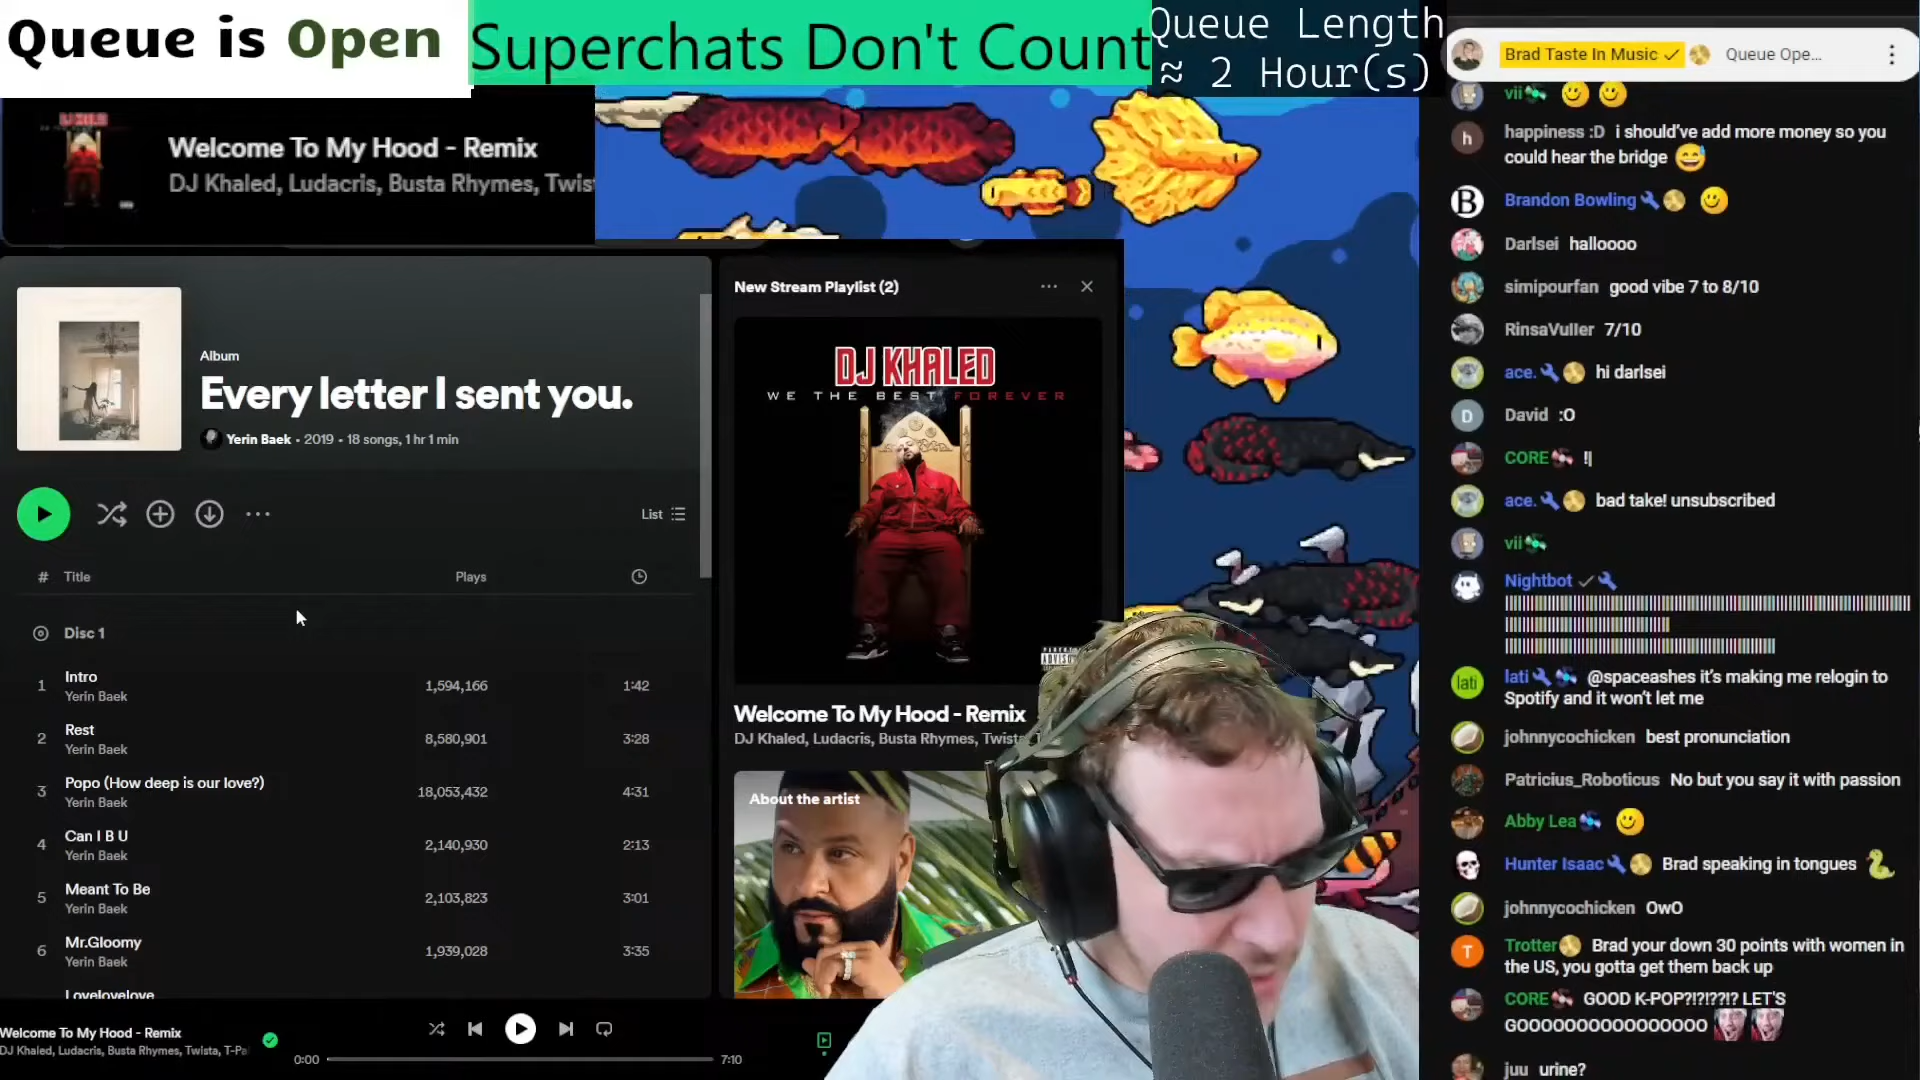 Queue is Open
Superchats Don't Count
Queue Length
≈ 2 Hour(s)
Welcome To My Hood - Remix
DJ Khaled, Ludacris, Busta Rhymes, Twis
Album
Every letter I sent you.
Yerin Baek • 2019 • 18 songs, 1 hr 1 min
List
# Title Plays
Disc 1
1 Intro 1,594,166 1:42
Yerin Baek
2 Rest 8,580,901 3:28
Yerin Baek
3 Popo (How deep is our love?) 18,053,432 4:31
Yerin Baek
4 Can I B U 2,140,930 2:13
Yerin Baek
5 Meant To Be 2,103,823 3:01
Yerin Baek
6 Mr.Gloomy 1,939,028 3:35
Yerin Baek
Lovelovelove
New Stream Playlist (2)
DJ KHALED
WE THE BEST FOREVER
Welcome To My Hood - Remix
DJ Khaled, Ludacris, Busta Rhymes, Twista,
About the artist
Welcome To My Hood - Remix
DJ Khaled, Ludacris, Busta Rhymes, Twista, T-Pa
0:00 7:10
Brad Taste In Music Queue Ope...
vii
happiness :D i should've add more money so you
could hear the bridge
Brandon Bowling
Darlsei halloooo
simipourfan good vibe 7 to 8/10
RinsaVuller 7/10
ace. hi darlsei
David :O
CORE !|
ace. bad take! unsubscribed
vii
Nightbot
lati @spaceashes it's making me relogin to
Spotify and it won't let me
johnnycochicken best pronunciation
Patricius_Roboticus No but you say it with passion
Abby Lea
Hunter Isaac Brad speaking in tongues
johnnycochicken OwO
Trotter Brad your down 30 points with women in
the US, you gotta get them back up
CORE GOOD K-POP?!?!??!? LET'S
GOOOOOOOOOOOOOOOO
juu urine?